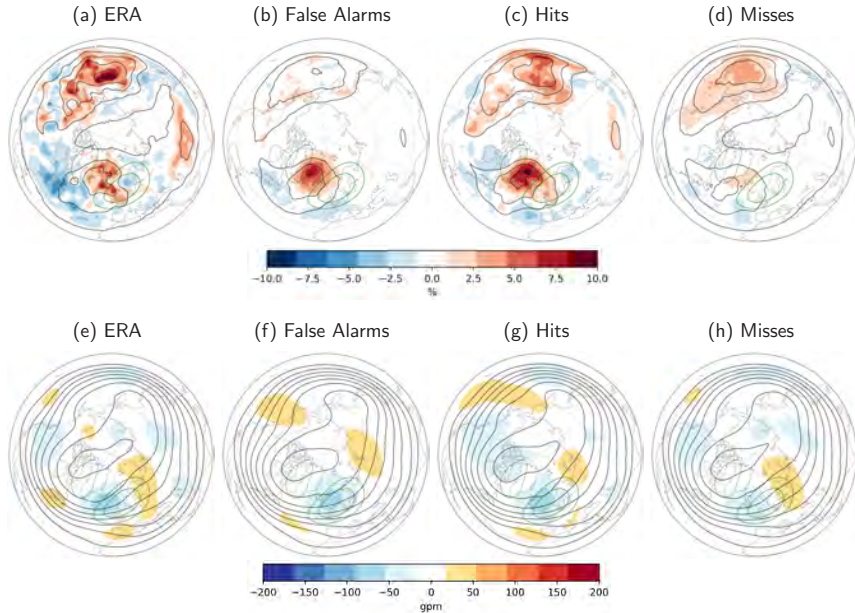 (a) ERA (b) False Alarms (c) Hits (d) Misses
−10.0 −7.5 −5.0 −2.5 0.0 2.5 5.0 7.5 10.0
%
(e) ERA (f) False Alarms (g) Hits (h) Misses
−200 −150 −100 −50 0 50 100 150 200
gpm